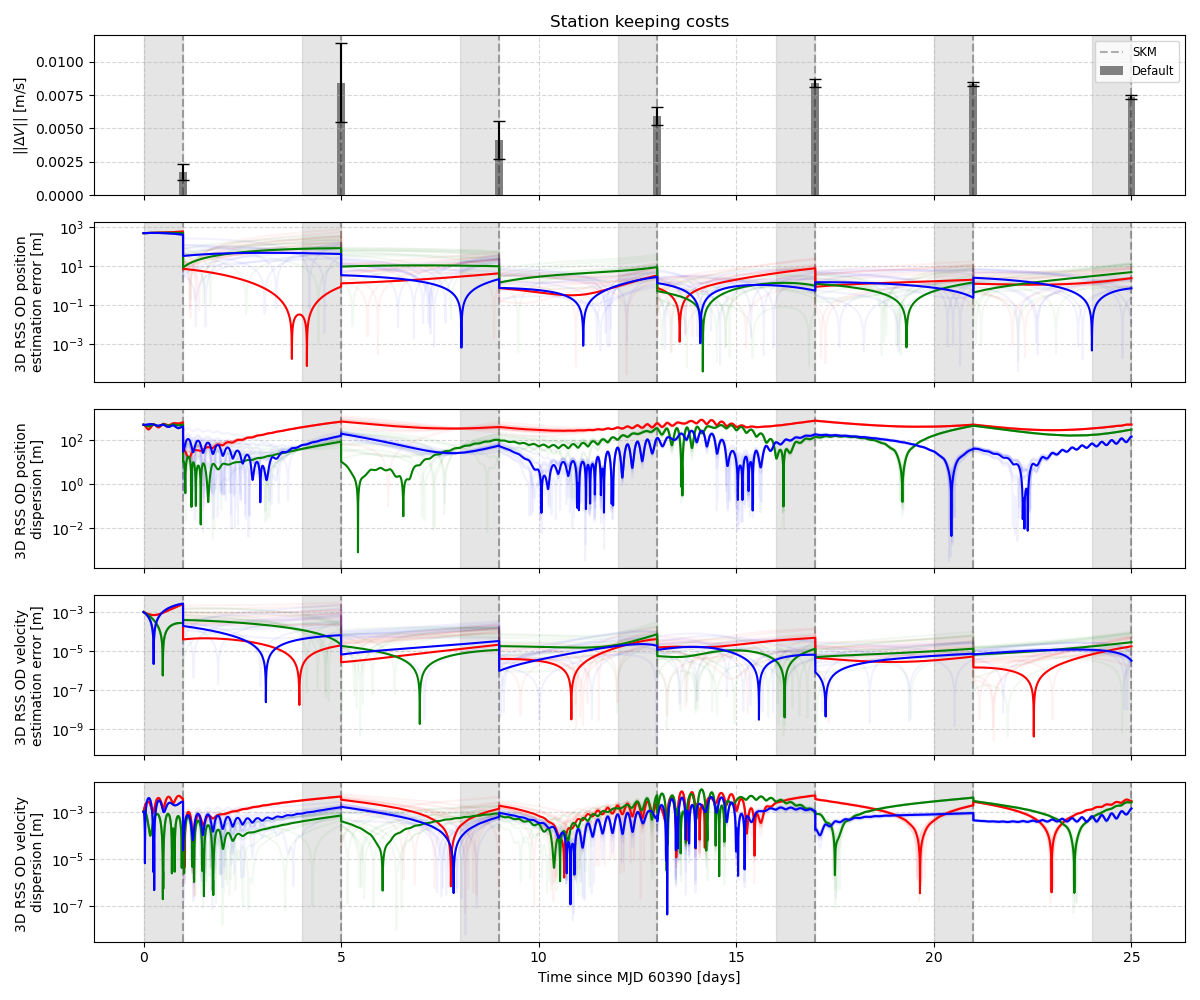 Station keeping costs
||ΔV|| [m/s]
0.0100
0.0075
0.0050
0.0025
0.0000
SKM
Default
3D RSS OD position
estimation error [m]
10³
10¹
10⁻¹
10⁻³
3D RSS OD position
dispersion [m]
10²
10⁰
10⁻²
3D RSS OD velocity
estimation error [m]
10⁻³
10⁻⁵
10⁻⁷
10⁻⁹
3D RSS OD velocity
dispersion [m]
10⁻³
10⁻⁵
10⁻⁷
0 5 10 15 20 25
Time since MJD 60390 [days]